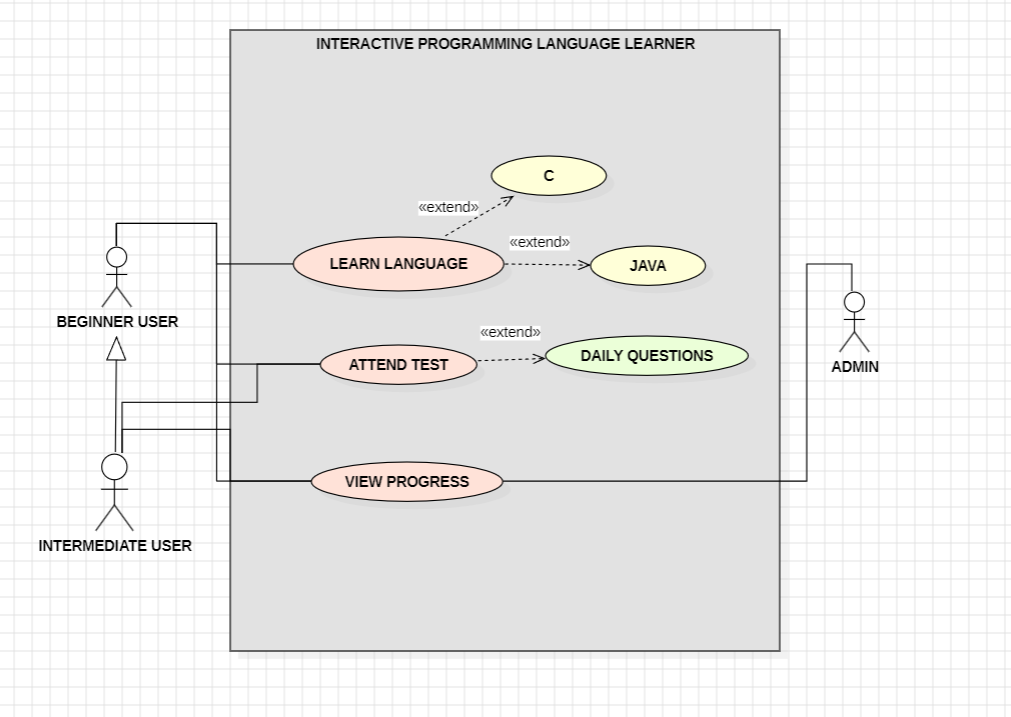 INTERACTIVE PROGRAMMING LANGUAGE LEARNER
C
«extend»
«extend»
LEARN LANGUAGE
JAVA
BEGINNER USER
«extend»
ATTEND TEST
DAILY QUESTIONS
ADMIN
VIEW PROGRESS
INTERMEDIATE USER